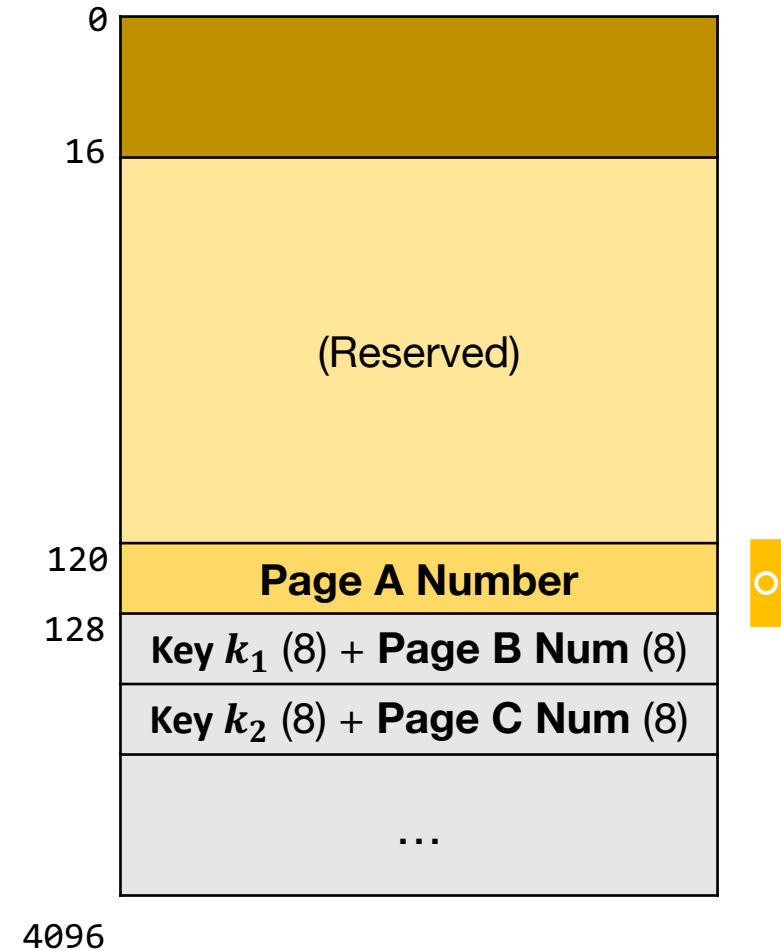 0
16
(Reserved)
120
Page A Number
128
Key k₁ (8) + Page B Num (8)
Key k₂ (8) + Page C Num (8)
...
4096